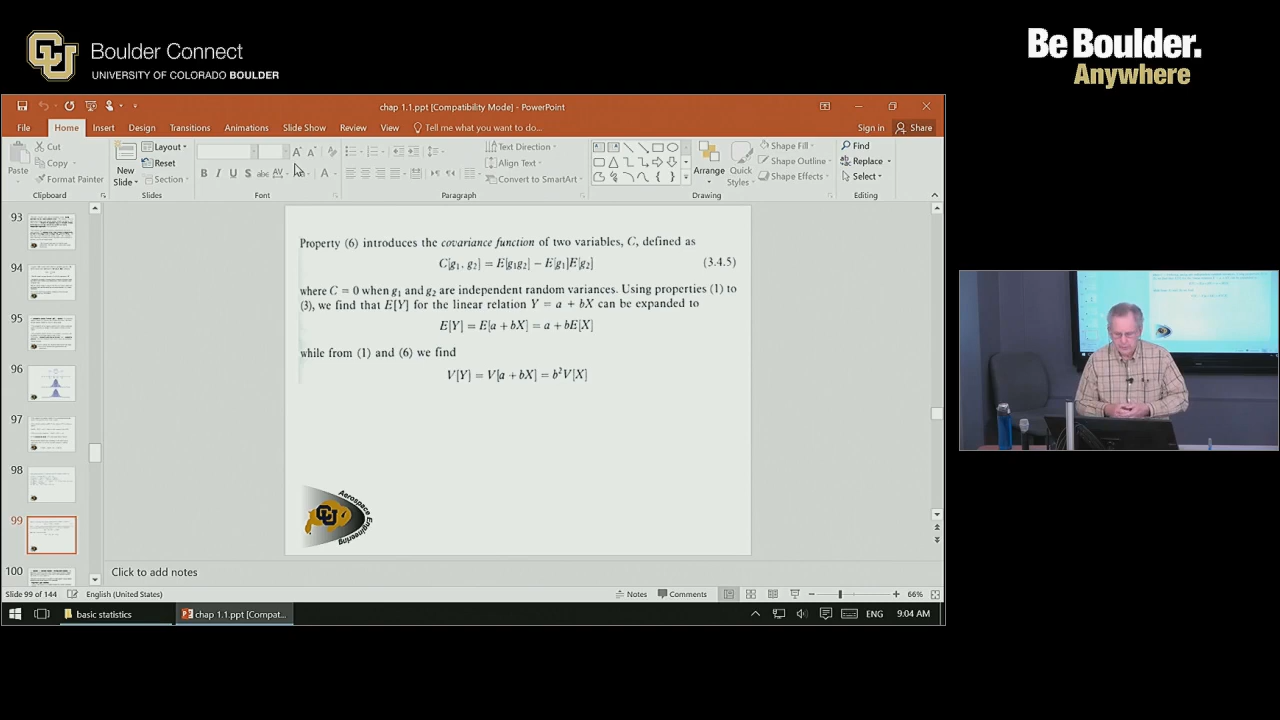 CU Boulder Connect
UNIVERSITY OF COLORADO BOULDER
Be Boulder.
Anywhere
chap 1.1.ppt [Compatibility Mode] - PowerPoint
File Home Insert Design Transitions Animations Slide Show Review View Tell me what you want to do... Sign in Share
Paste
Cut
Copy
Format Painter
Clipboard
New
Slide
Layout
Reset
Section
Slides
B I U S abc AV Aa A
Font
Text Direction
Align Text
Convert to SmartArt
Paragraph
Arrange
Quick
Styles
Shape Fill
Shape Outline
Shape Effects
Drawing
Find
Replace
Select
Editing
93
94
95
96
97
98
99
100
Property (6) introduces the covariance function of two variables, C, defined as
C[g₁, g₂] = E[g₁g₂] − E[g₁]E[g₂] (3.4.5)
where C = 0 when g₁ and g₂ are independent random variances. Using properties (1) to
(3), we find that E[Y] for the linear relation Y = a + bX can be expanded to
E[Y] = E[a + bX] = a + bE[X]
while from (1) and (6) we find
V[Y] = V[a + bX] = b²V[X]
CU
Aerospace
Engineering
Click to add notes
Slide 99 of 144 English (United States) Notes Comments 66%
basic statistics chap 1.1.ppt [Compat... ENG 9:04 AM